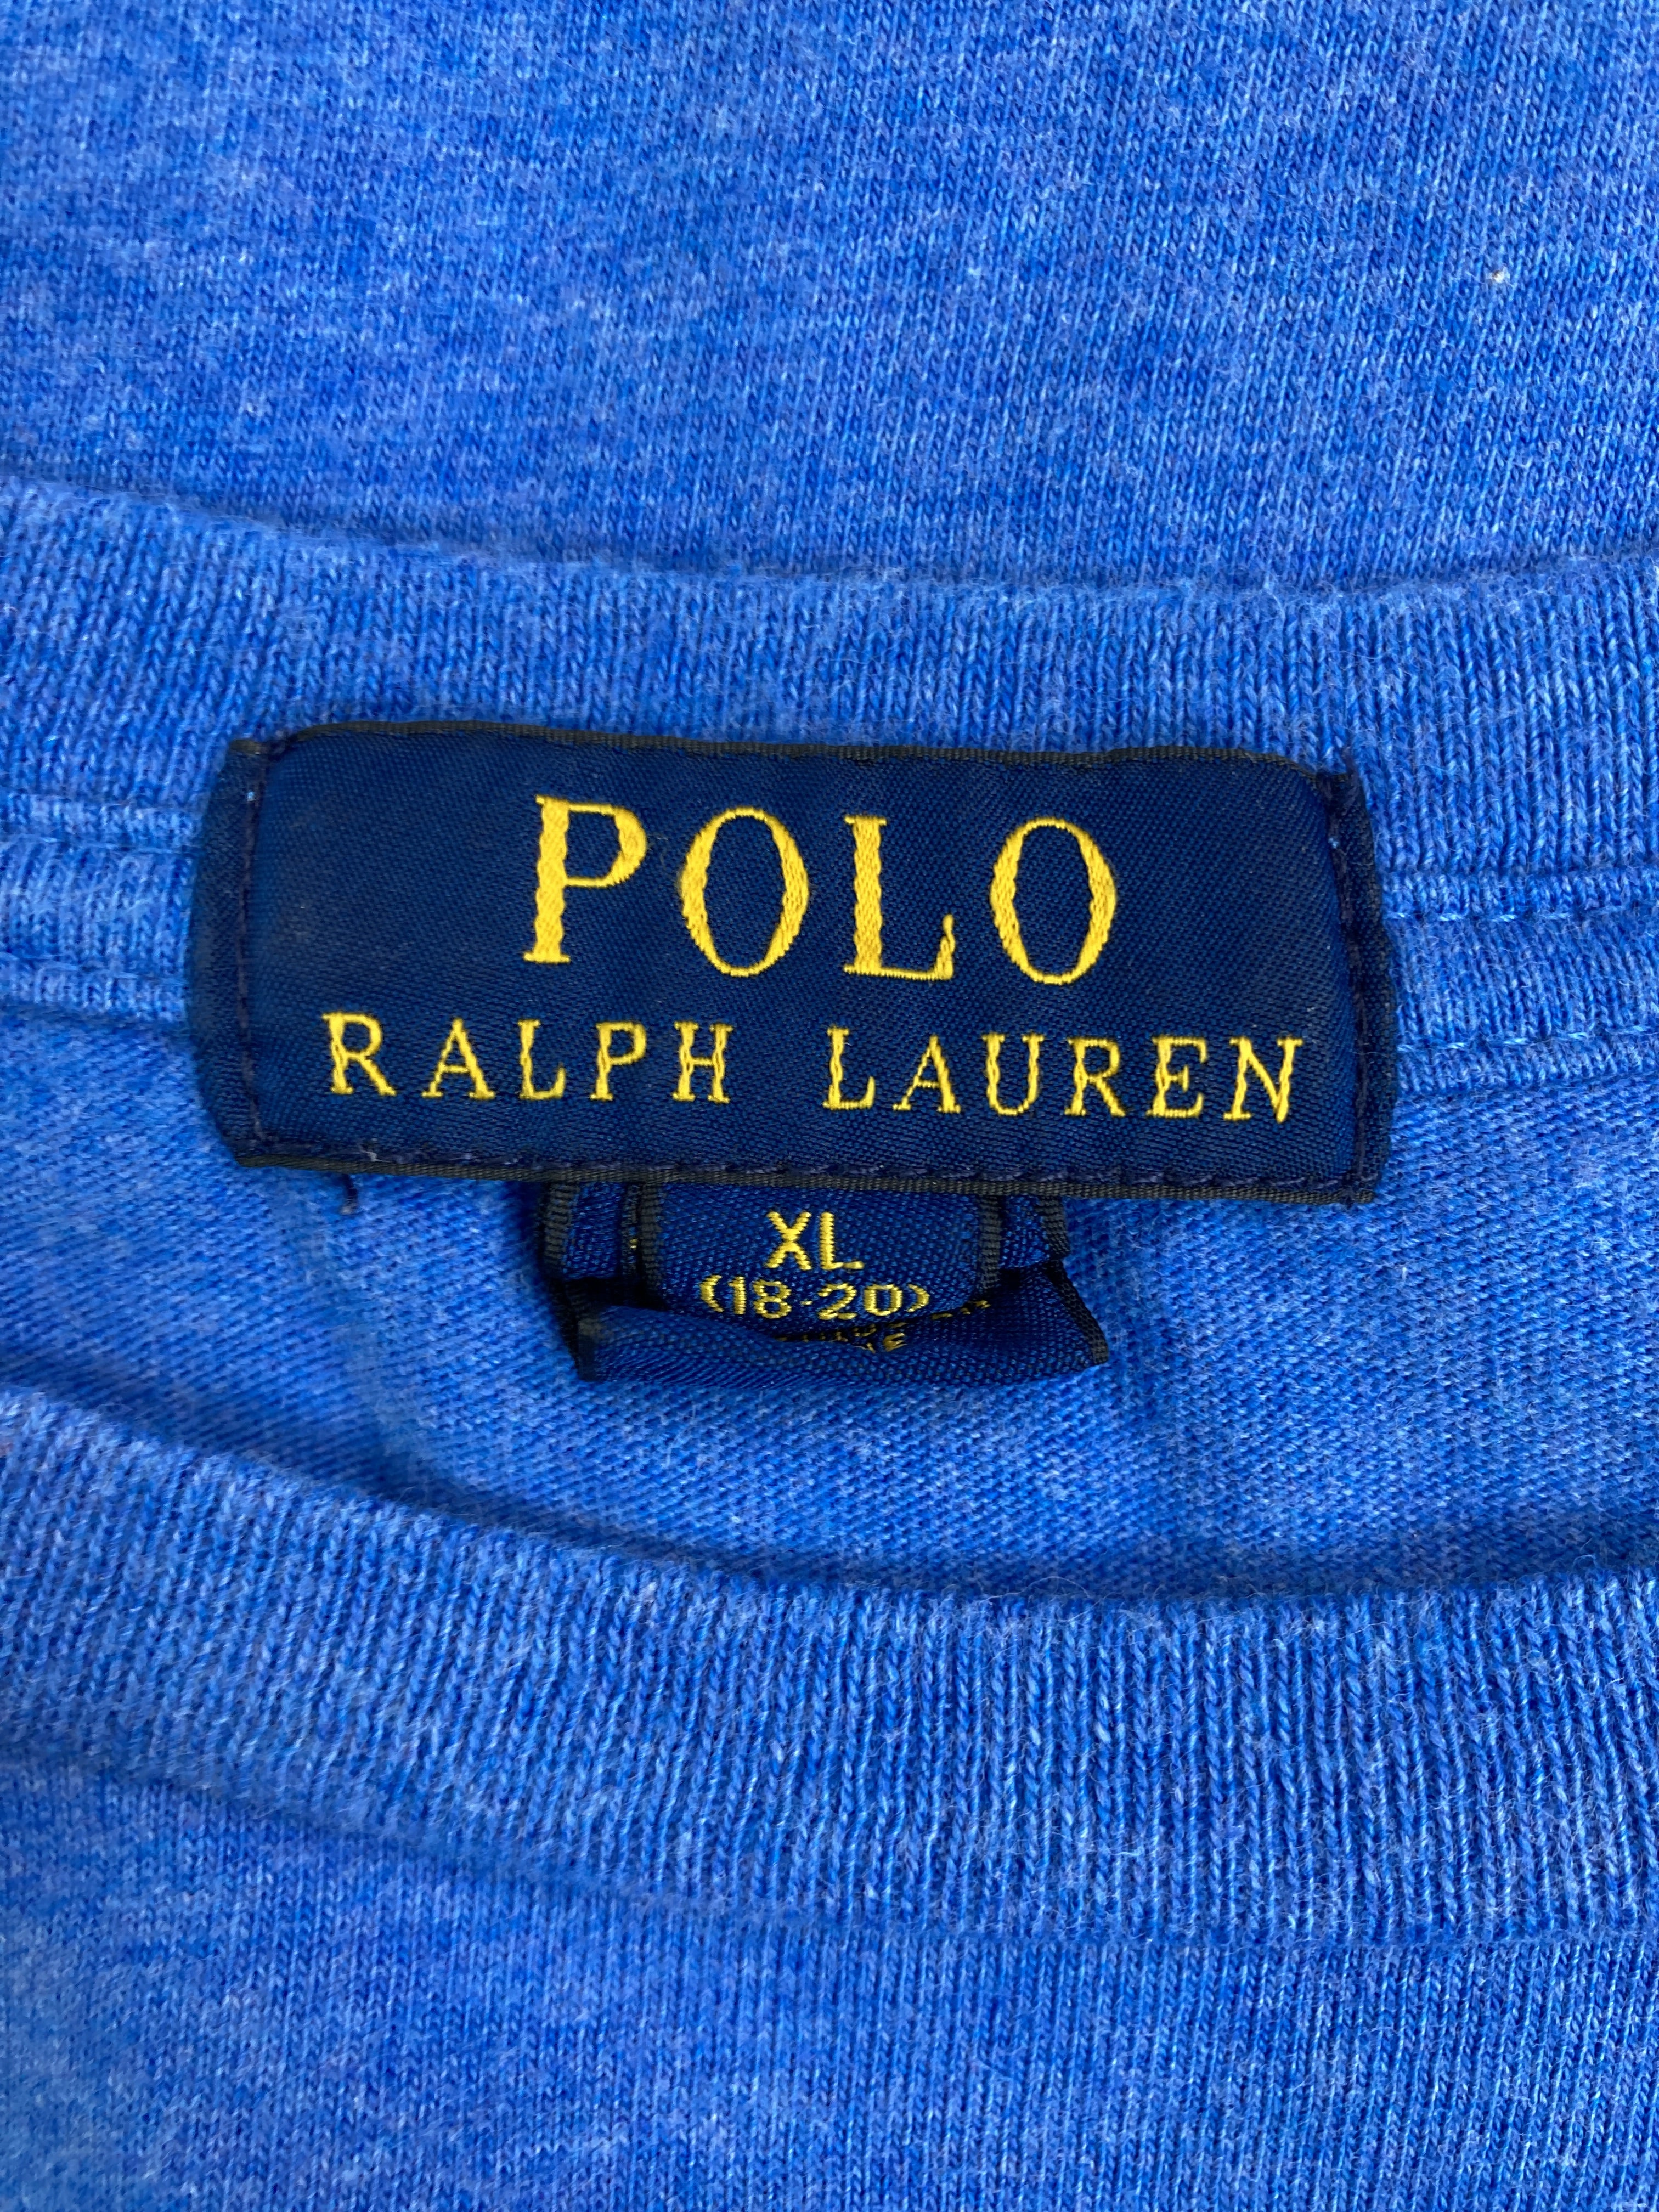 POLO
RALPH LAUREN
XL
(18-20)